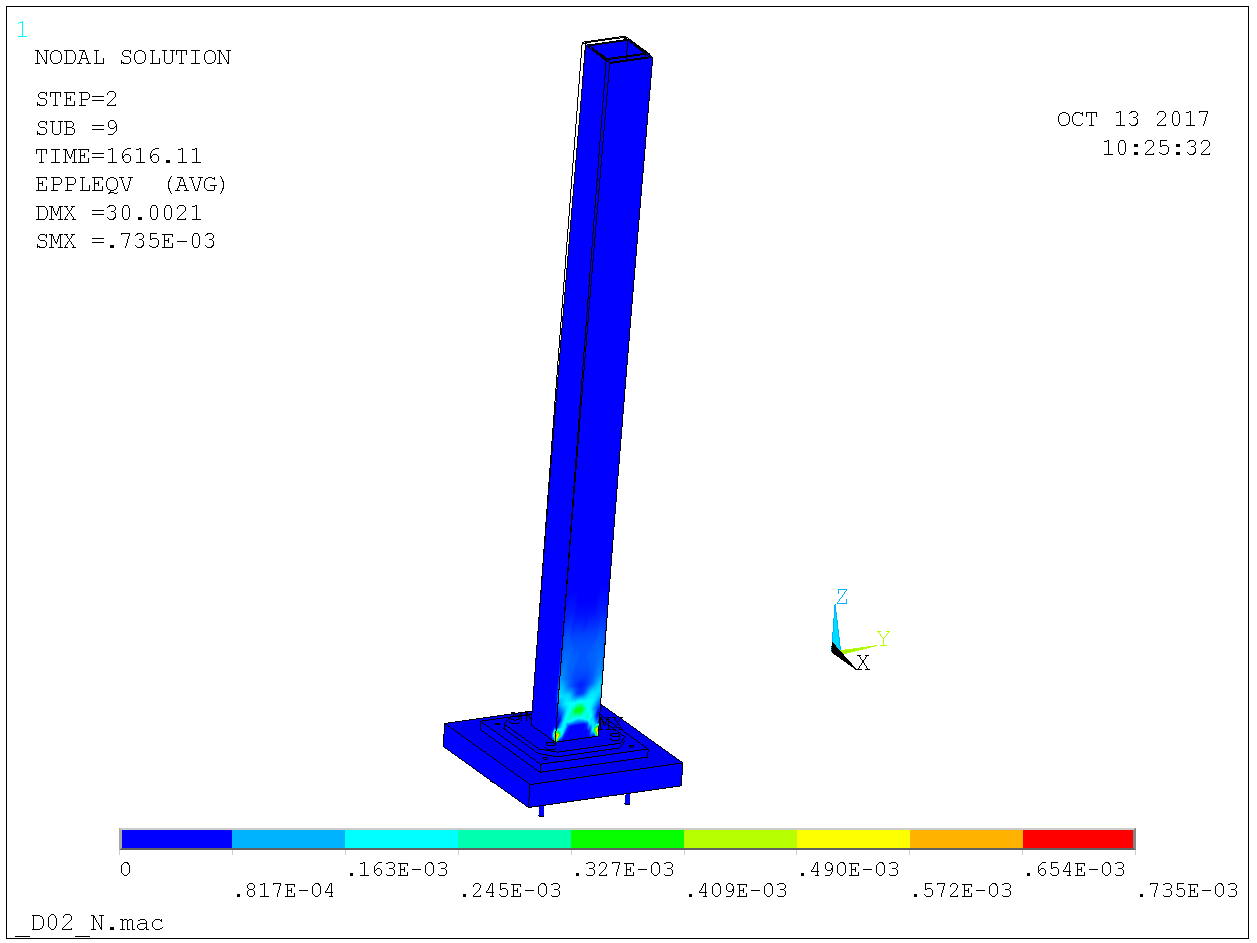 1
NODAL SOLUTION
STEP=2
SUB =9
TIME=1616.11
EPPLEQV (AVG)
DMX =30.0021
SMX =.735E-03
OCT 13 2017
10:25:32
Z
Y
X
0 .163E-03 .327E-03 .490E-03 .654E-03
.817E-04 .245E-03 .409E-03 .572E-03 .735E-03
_D02_N.mac